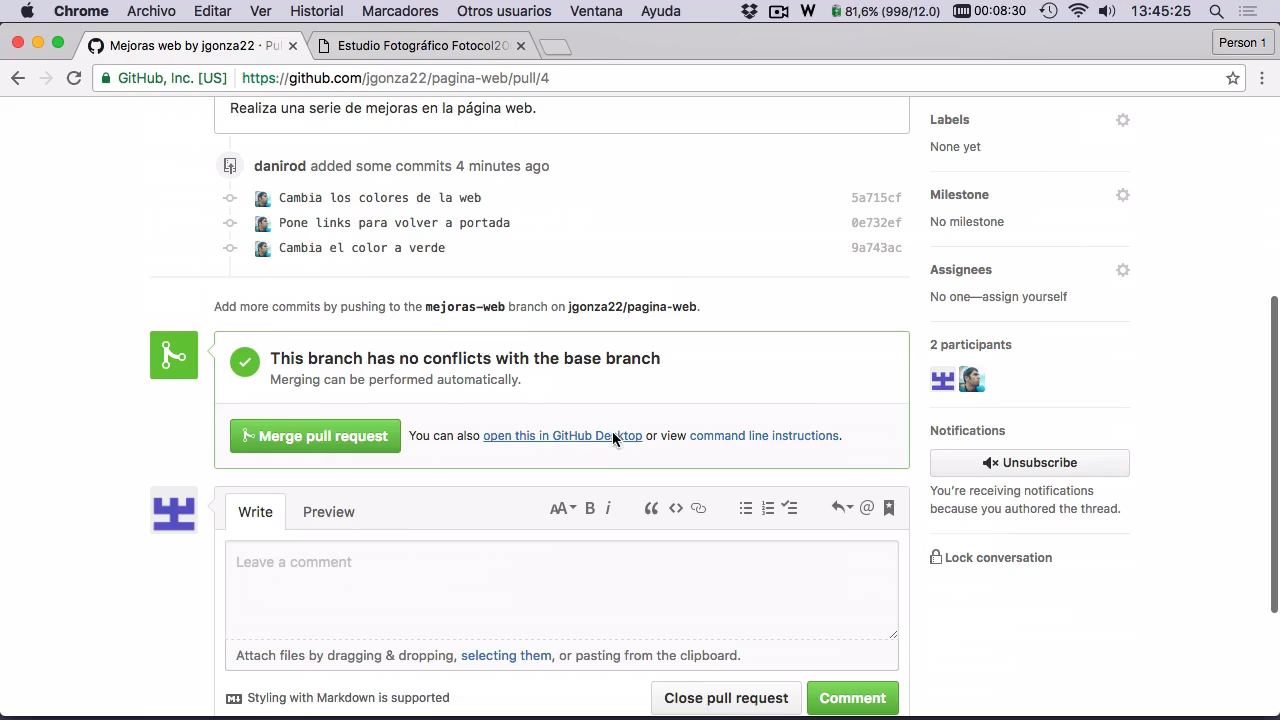 Chrome Archivo Editar Ver Historial Marcadores Otros usuarios Ventana Ayuda W 81,6% (998/12.0) 00:08:30 13:45:25
Mejoras web by jgonza22 · Pu Estudio Fotográfico Fotocol20 Person 1
GitHub, Inc. [US] https://github.com/jgonza22/pagina-web/pull/4
Realiza una serie de mejoras en la página web.
danirod added some commits 4 minutes ago
Cambia los colores de la web 5a715cf
Pone links para volver a portada 0e732ef
Cambia el color a verde 9a743ac
Add more commits by pushing to the mejoras-web branch on jgonza22/pagina-web.
This branch has no conflicts with the base branch
Merging can be performed automatically.
Merge pull request You can also open this in GitHub Desktop or view command line instructions.
Write Preview AA B i
Leave a comment
Attach files by dragging & dropping, selecting them, or pasting from the clipboard.
Styling with Markdown is supported Close pull request Comment
Labels
None yet
Milestone
No milestone
Assignees
No one—assign yourself
2 participants
Notifications
Unsubscribe
You're receiving notifications
because you authored the thread.
Lock conversation